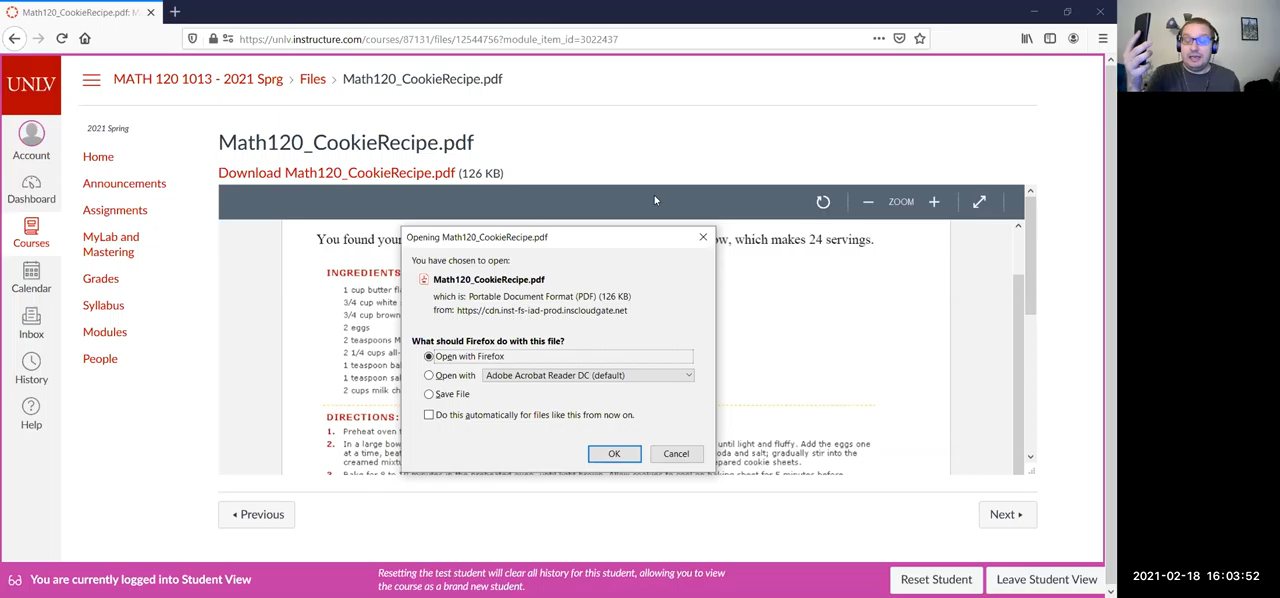 Math120_CookieRecipe.pdf: M
https://unlv.instructure.com/courses/87131/files/12544756?module_item_id=3022437
UNLV
MATH 120 1013 - 2021 Sprg › Files › Math120_CookieRecipe.pdf
2021 Spring
Account
Dashboard
Courses
Calendar
Inbox
History
Help
Home
Announcements
Assignments
MyLab and
Mastering
Grades
Syllabus
Modules
People
Math120_CookieRecipe.pdf
Download Math120_CookieRecipe.pdf (126 KB)
ZOOM
You found your
ow, which makes 24 servings.
INGREDIENTS
1 cup butter
3/4 cup white
3/4 cup brown
2 eggs
2 teaspoons
2 1/4 cups all-
1 teaspoon
1 teaspoon
2 cups milk
DIRECTIONS:
1. Preheat oven
2. In a large bow
until light and fluffy. Add the eggs one
at a time, beat
oda and salt; gradually stir into the
creamed mixtu
epared cookie sheets.
Opening Math120_CookieRecipe.pdf
You have chosen to open:
Math120_CookieRecipe.pdf
which is: Portable Document Format (PDF) (126 KB)
from: https://cdn.inst-fs-iad-prod.inscloudgate.net
What should Firefox do with this file?
Open with Firefox
Open with Adobe Acrobat Reader DC (default)
Save File
Do this automatically for files like this from now on.
OK
Cancel
Previous
Next
You are currently logged into Student View
Resetting the test student will clear all history for this student, allowing you to view
the course as a brand new student.
Reset Student
Leave Student View
2021-02-18 16:03:52